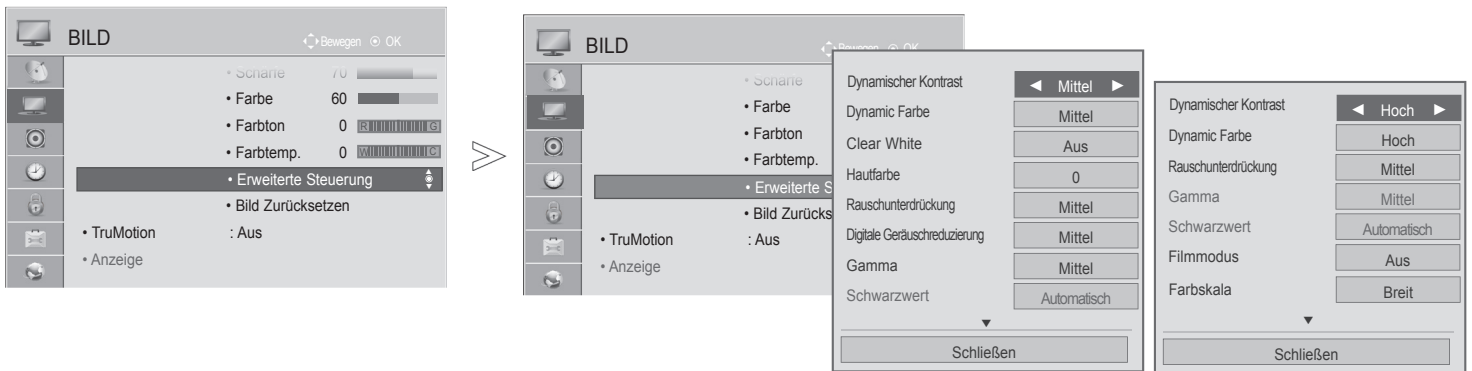 BILD
Bewegen OK
• Schärfe 70
• Farbe 60
• Farbton 0 R G
• Farbtemp. 0 W C
• Erweiterte Steuerung
• Bild Zurücksetzen
• TruMotion : Aus
• Anzeige
BILD
Bewegen OK
• Schärfe
• Farbe
• Farbton
• Farbtemp.
• Erweiterte S
• Bild Zurücks
• TruMotion : Aus
• Anzeige
Dynamischer Kontrast ◀ Mittel ▶
Dynamic Farbe Mittel
Clear White Aus
Hautfarbe 0
Rauschunterdrückung Mittel
Digitale Geräuschreduzierung Mittel
Gamma Mittel
Schwarzwert Automatisch
▼
Schließen
Dynamischer Kontrast ◀ Hoch ▶
Dynamic Farbe Hoch
Rauschunterdrückung Mittel
Gamma Mittel
Schwarzwert Automatisch
Filmmodus Aus
Farbskala Breit
▼
Schließen